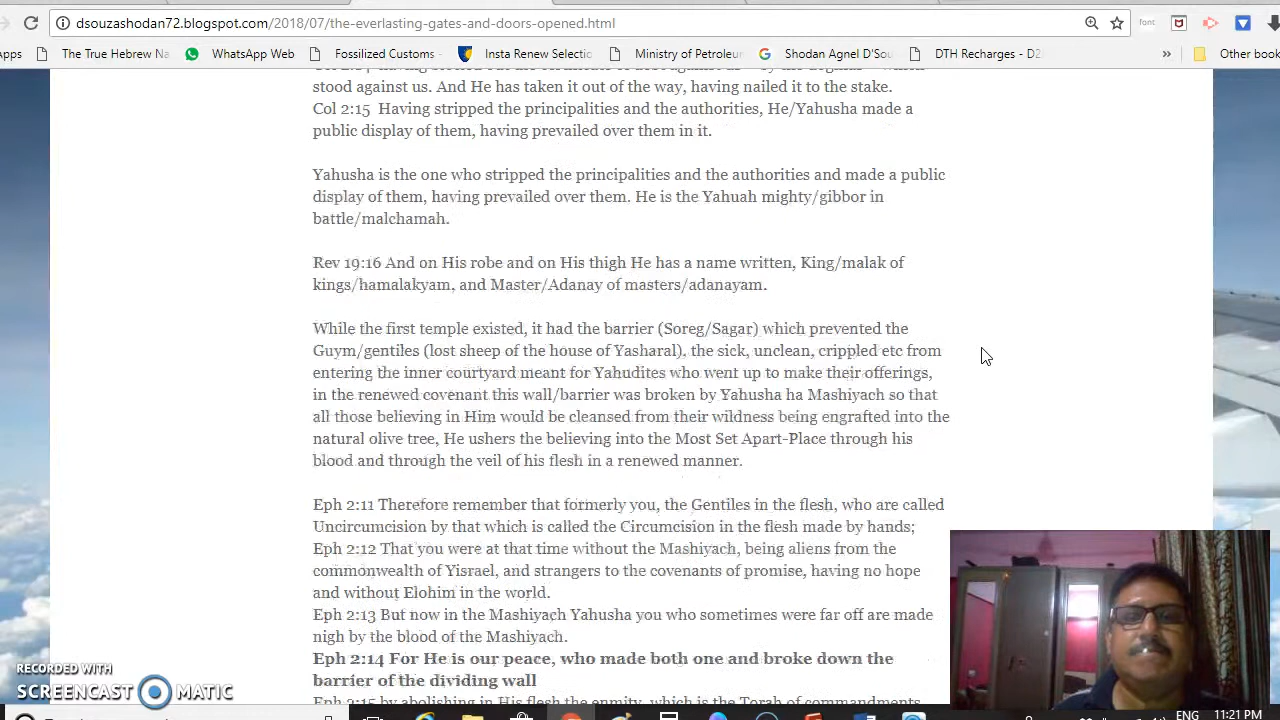 dsouzashodan72.blogspot.com/2018/07/the-everlasting-gates-and-doors-opened.html
font
Apps The True Hebrew Na WhatsApp Web Fossilized Customs - Insta Renew Selectio Ministry of Petroleu Shodan Agnel D'Sou DTH Recharges - D2 » Other book
stood against us. And He has taken it out of the way, having nailed it to the stake.
Col 2:15 Having stripped the principalities and the authorities, He/Yahusha made a
public display of them, having prevailed over them in it.
Yahusha is the one who stripped the principalities and the authorities and made a public
display of them, having prevailed over them. He is the Yahuah mighty/gibbor in
battle/malchamah.
Rev 19:16 And on His robe and on His thigh He has a name written, King/malak of
kings/hamalakyam, and Master/Adanay of masters/adanayam.
While the first temple existed, it had the barrier (Soreg/Sagar) which prevented the
Guym/gentiles (lost sheep of the house of Yasharal), the sick, unclean, crippled etc from
entering the inner courtyard meant for Yahudites who went up to make their offerings,
in the renewed covenant this wall/barrier was broken by Yahusha ha Mashiyach so that
all those believing in Him would be cleansed from their wildness being engrafted into the
natural olive tree, He ushers the believing into the Most Set Apart-Place through his
blood and through the veil of his flesh in a renewed manner.
Eph 2:11 Therefore remember that formerly you, the Gentiles in the flesh, who are called
Uncircumcision by that which is called the Circumcision in the flesh made by hands;
Eph 2:12 That you were at that time without the Mashiyach, being aliens from the
commonwealth of Yisrael, and strangers to the covenants of promise, having no hope
and without Elohim in the world.
Eph 2:13 But now in the Mashiyach Yahusha you who sometimes were far off are made
nigh by the blood of the Mashiyach.
Eph 2:14 For He is our peace, who made both one and broke down the
barrier of the dividing wall
Eph 2:15 by abolishing in His flesh the enmity, which is the Torah of commandments
RECORDED WITH
SCREENCAST MATIC
ENG 11:21 PM